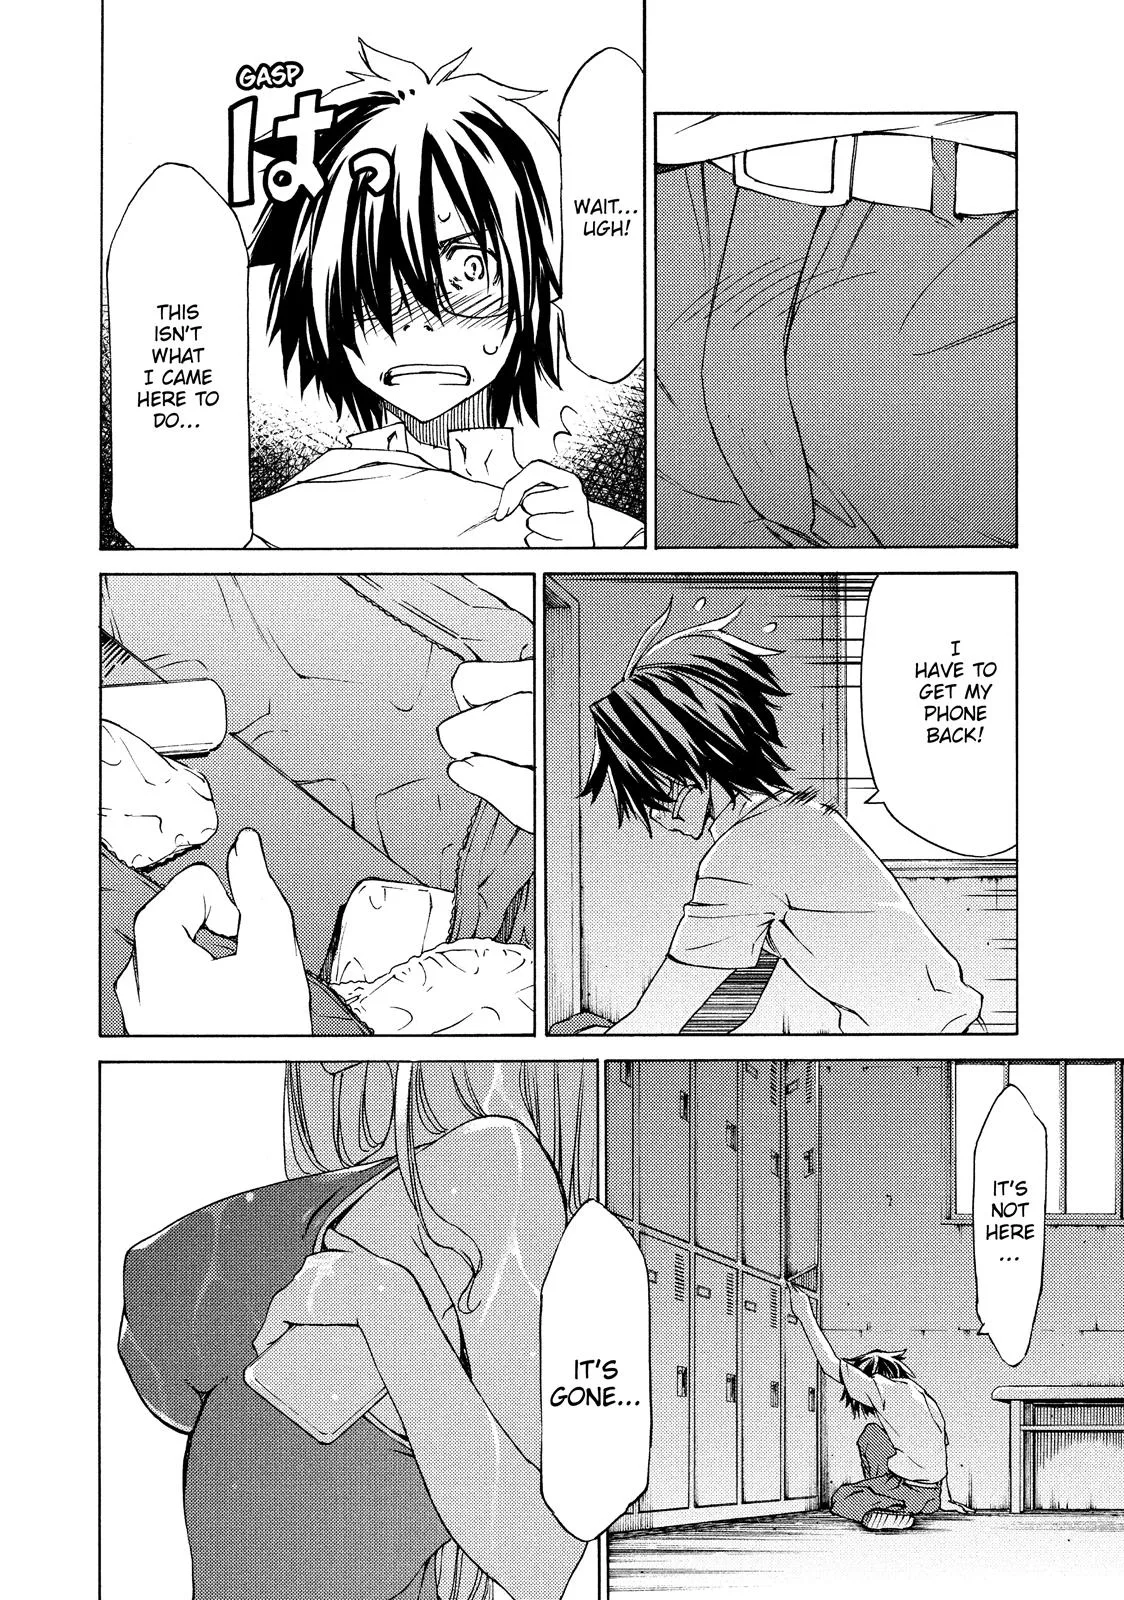 WAIT...
UGH!
GASP
はっ
THIS
ISN'T
WHAT
I CAME
HERE TO
DO...
I
HAVE TO
GET MY
PHONE
BACK!
IT'S
NOT
HERE
...
IT'S
GONE...